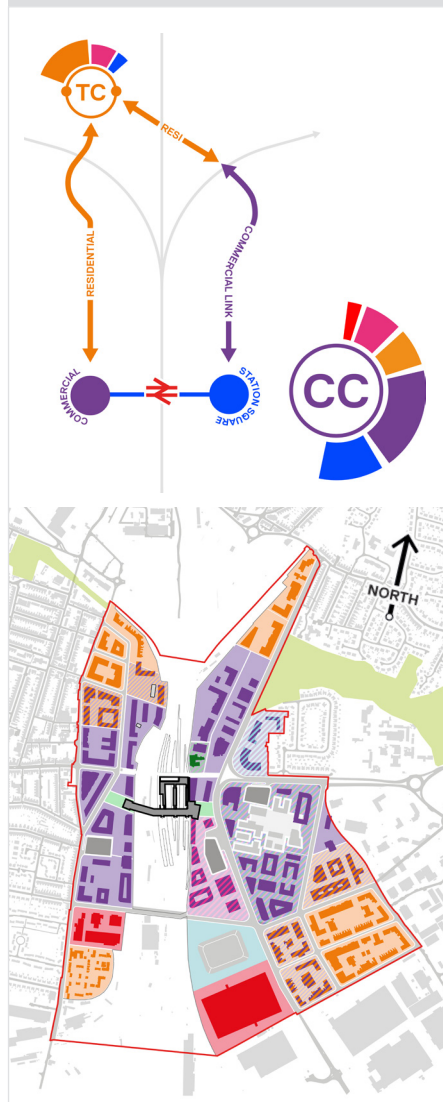 TC
RESI
RESIDENTIAL
COMMERCIAL LINK
COMMERCIAL
STATION SQUARE
CC
NORTH